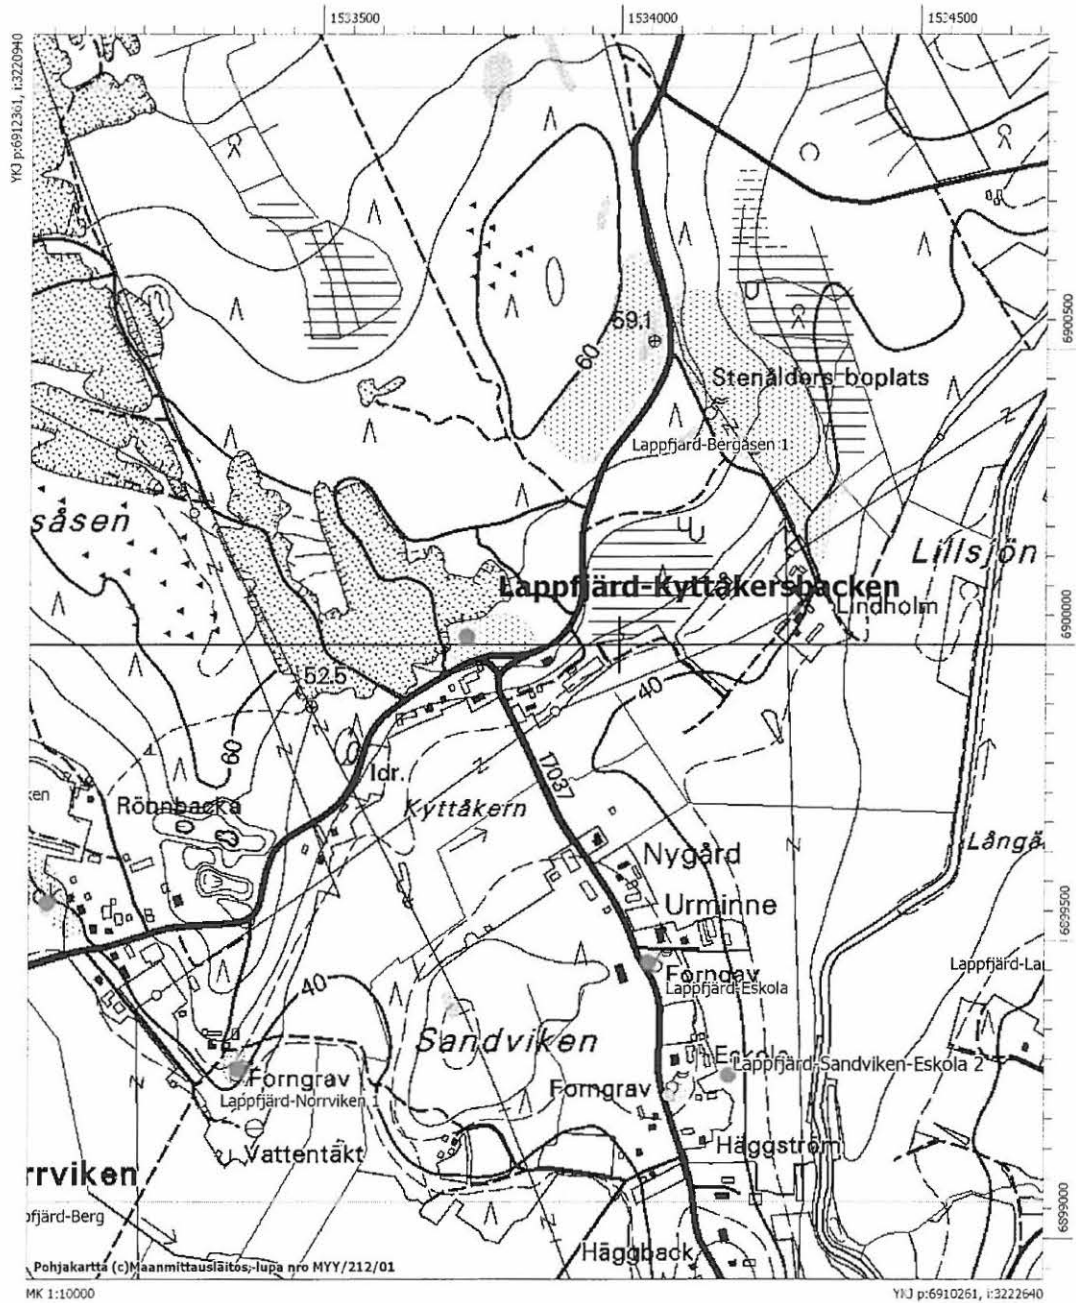 1533500
1534000
1534500
YKJ p:6912361, i:3220940
59.1
6900500
60
Stenålders boplats
Lappfjärd-Bergåsen 1
såsen
Lillsjön
Lappfjärd-Kyttåkersbacken
Lindholm
6900000
52.5
40
60
Idr.
17037
ken
Rönnbacka
Kyttåkern
Långå
Nygård
Urminne
6899500
Forngav
Lappfjärd-Eskola
Lappfjärd-La
40
Sandviken
Eskola
Lappfjärd-Sandviken-Eskola 2
Forngrav
Lappfjärd-Norrviken 1
Forngrav
Häggström
Vattentäkt
rrviken
6899000
pfjärd-Berg
Häggback
Pohjakartta (c)Maanmittauslaitos, lupa nro MYY/212/01
MK 1:10000
YKJ p:6910261, i:3222640